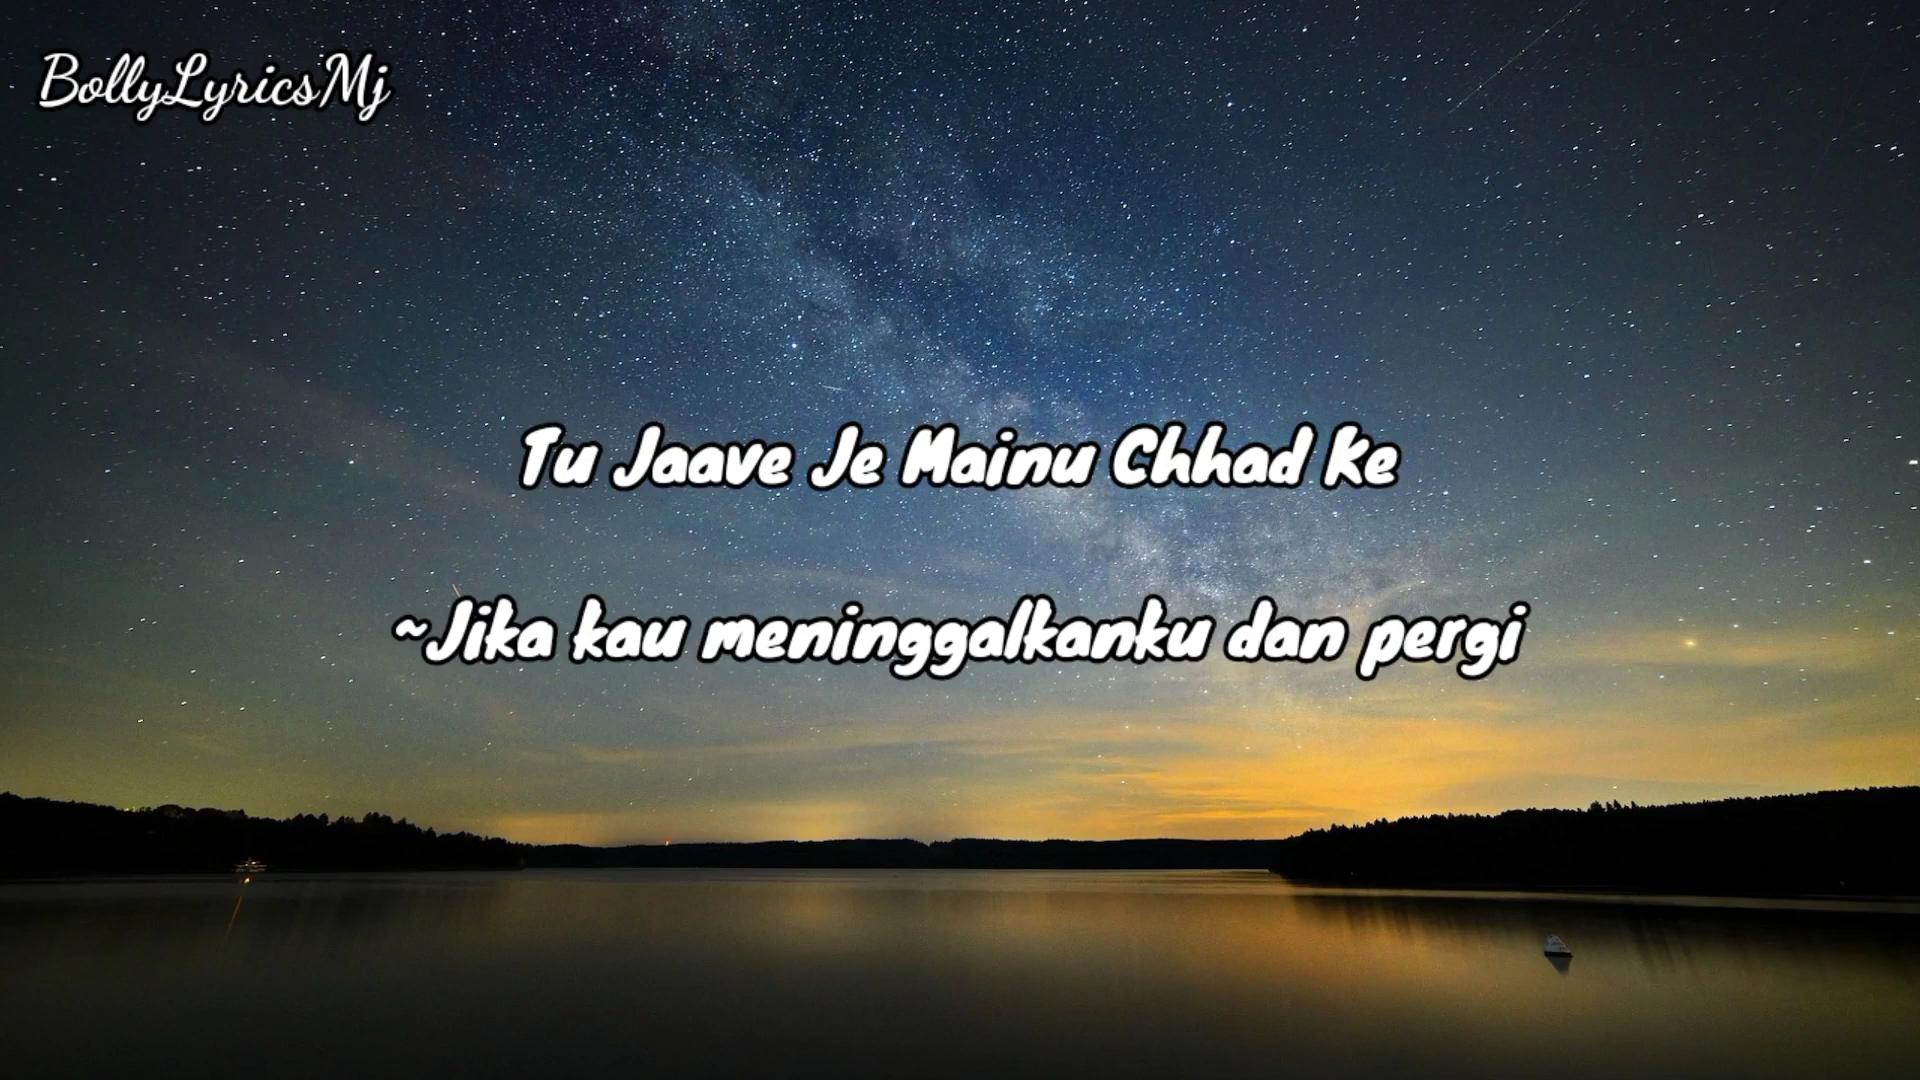 BollyLyricsMj
Tu Jaave Je Mainu Chhad Ke
~Jika kau meninggalkanku dan pergi